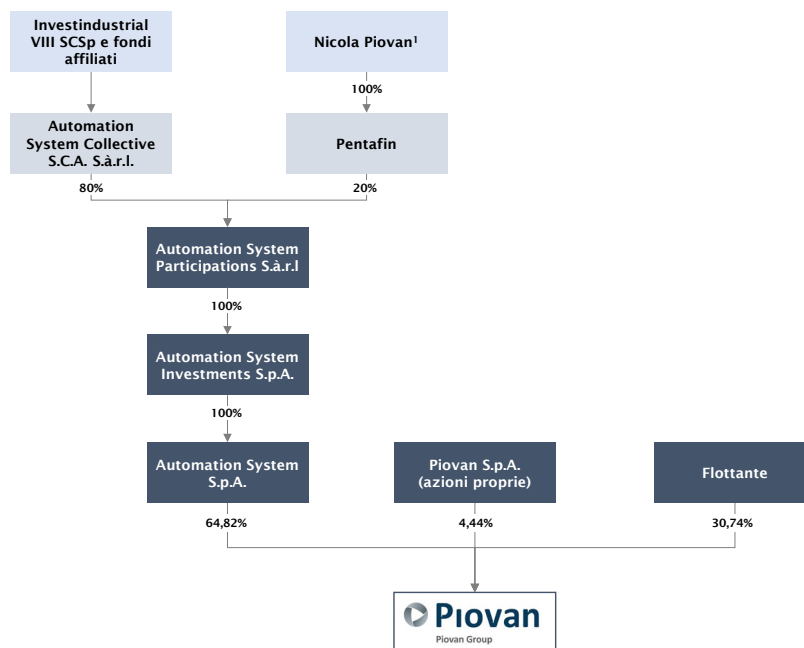 Investindustrial
VIII SCSp e fondi
affiliati
Nicola Piovan¹
100%
Automation
System Collective
S.C.A. S.à.r.l.
Pentafin
80%
20%
Automation System
Participations S.à.r.l
100%
Automation System
Investments S.p.A.
100%
Automation System
S.p.A.
Piovan S.p.A.
(azioni proprie)
Flottante
64,82%
4,44%
30,74%
Piovan
Piovan Group